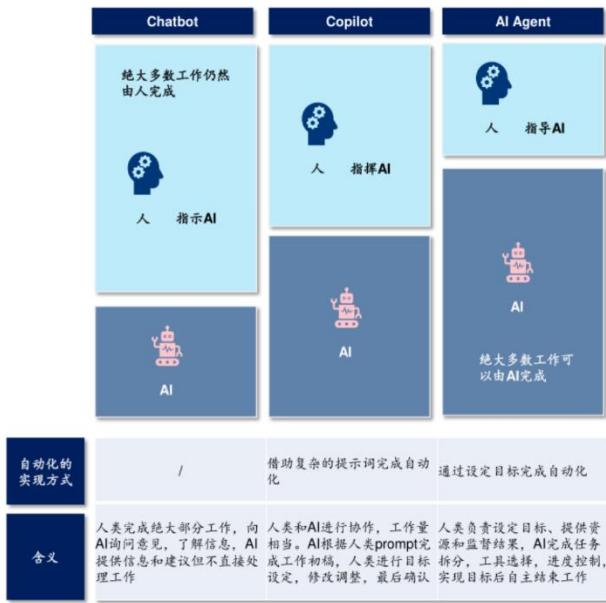 Chatbot
Copilot
AI Agent
绝大多数工作仍然
由人完成
人 指示AI
AI
人 指挥AI
AI
人 指导AI
AI
绝大多数工作可
以由AI完成
自动化的
实现方式
/
借助复杂的提示词完成自动
化
通过设定目标完成自动化
含义
人类完成绝大部分工作，向
AI询问意见，了解信息，AI
提供信息和建议但不直接处
理工作
人类和AI进行协作，工作量
相当。AI根据人类prompt完
成工作初稿，人类进行目标
设定，修改调整，最后确认
人类负责设定目标、提供资
源和监督结果，AI完成任务
拆分，工具选择，进度控制，
实现目标后自主结束工作